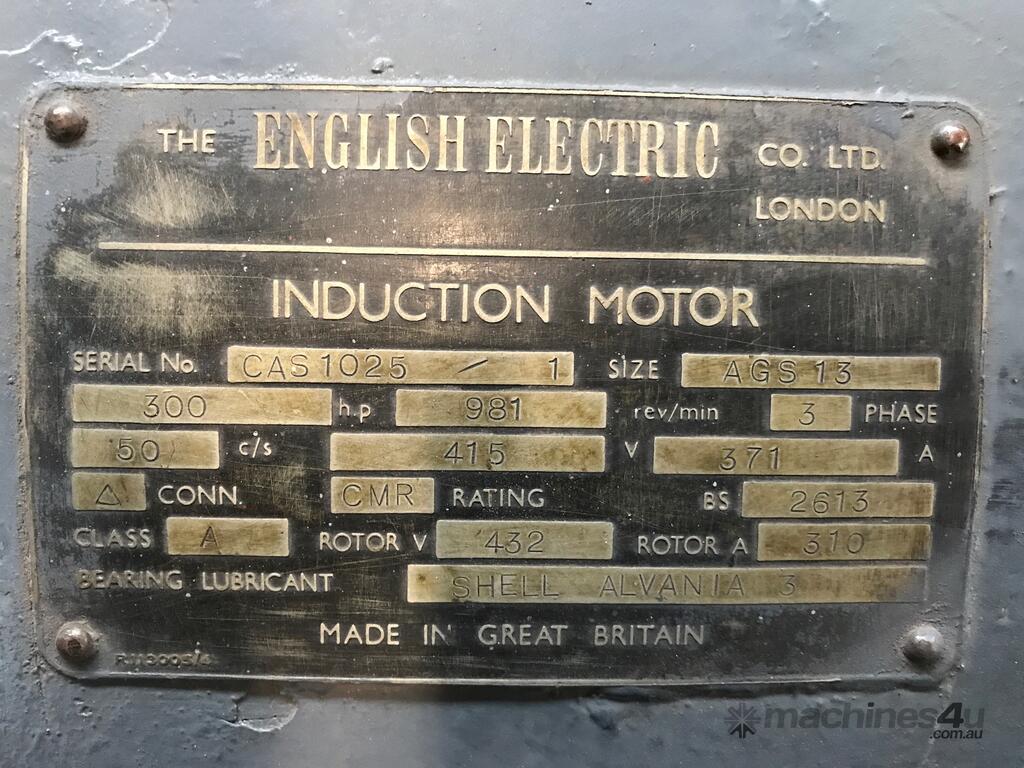 THE ENGLISH ELECTRIC CO. LTD.
LONDON
INDUCTION MOTOR
SERIAL No. CAS1025 / 1 SIZE AGS 13
300 h.p 981 rev/min 3 PHASE
50 c/s 415 V 371 A
Δ CONN. CMR RATING BS 2613
CLASS A ROTOR V 432 ROTOR A 310
BEARING LUBRICANT SHELL ALVANIA 3
MADE IN GREAT BRITAIN
machines4u
.com.au